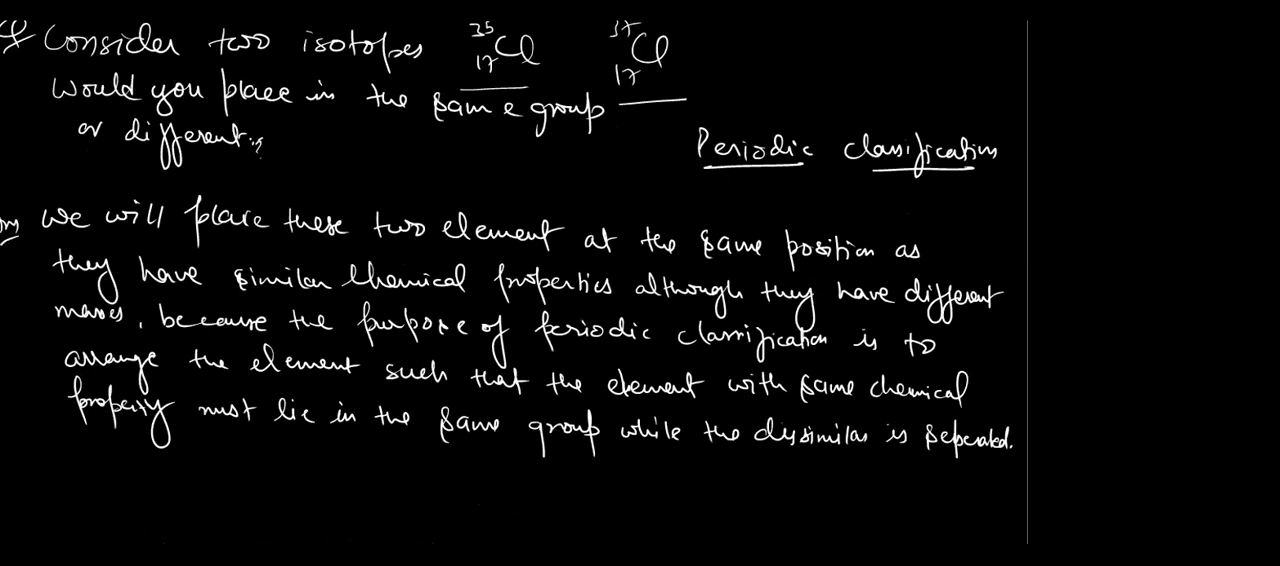 Q Consider two isotopes ³⁵₁₇Cl ³⁷₁₇Cl
Would you place in the same group
or different ?
Periodic classification
Ans We will place these two element at the same position as
they have similar chemical properties although they have different
masses, because the purpose of periodic classification is to
arrange the element such that the element with same chemical
property must lie in the same group while the dissimilar is seperated.